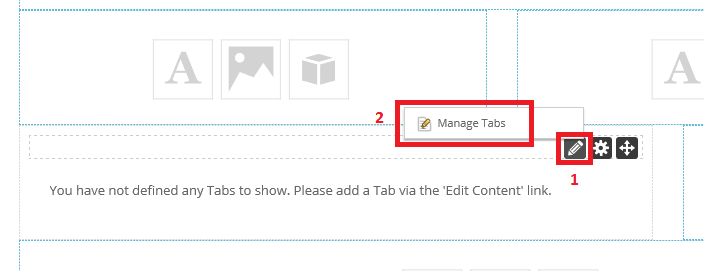 A
A
2
Manage Tabs
1
You have not defined any Tabs to show. Please add a Tab via the 'Edit Content' link.